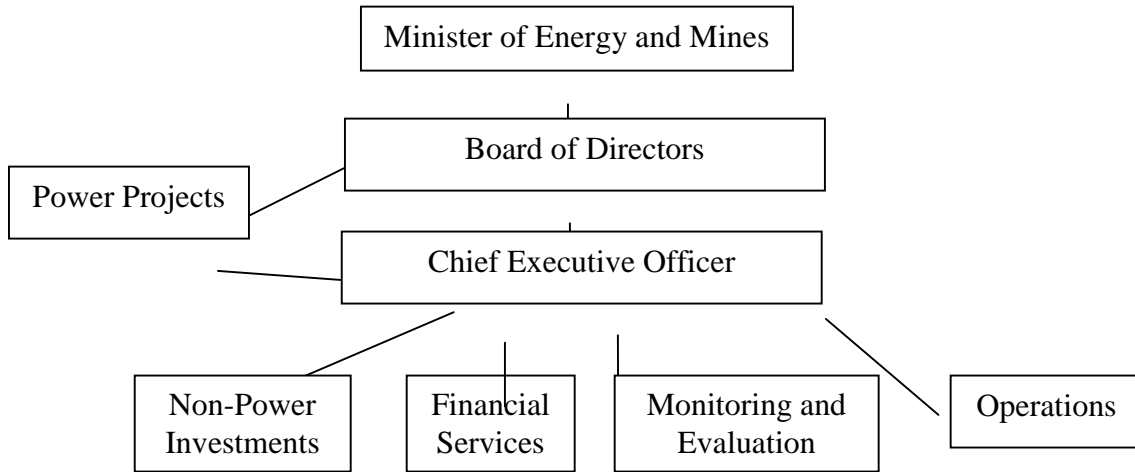 Minister of Energy and Mines
Board of Directors
Power Projects
Chief Executive Officer
Non-Power
Investments
Financial
Services
Monitoring and
Evaluation
Operations